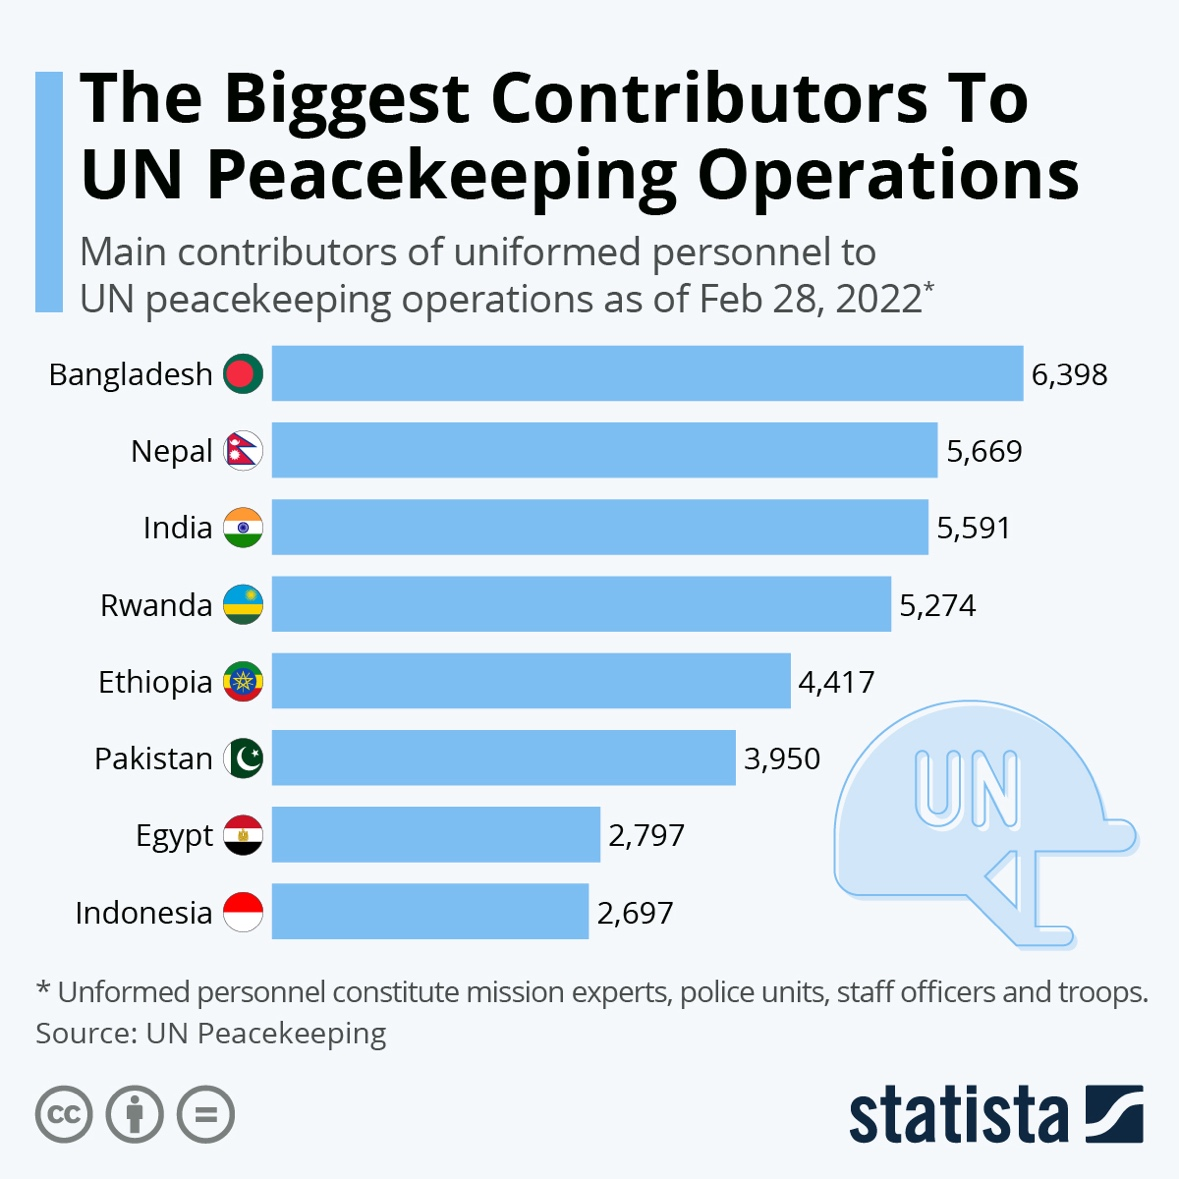 The Biggest Contributors To
UN Peacekeeping Operations
Main contributors of uniformed personnel to
UN peacekeeping operations as of Feb 28, 2022*
Bangladesh 6,398
Nepal 5,669
India 5,591
Rwanda 5,274
Ethiopia 4,417
Pakistan 3,950
Egypt 2,797
Indonesia 2,697
UN
* Unformed personnel constitute mission experts, police units, staff officers and troops.
Source: UN Peacekeeping
cc
statista